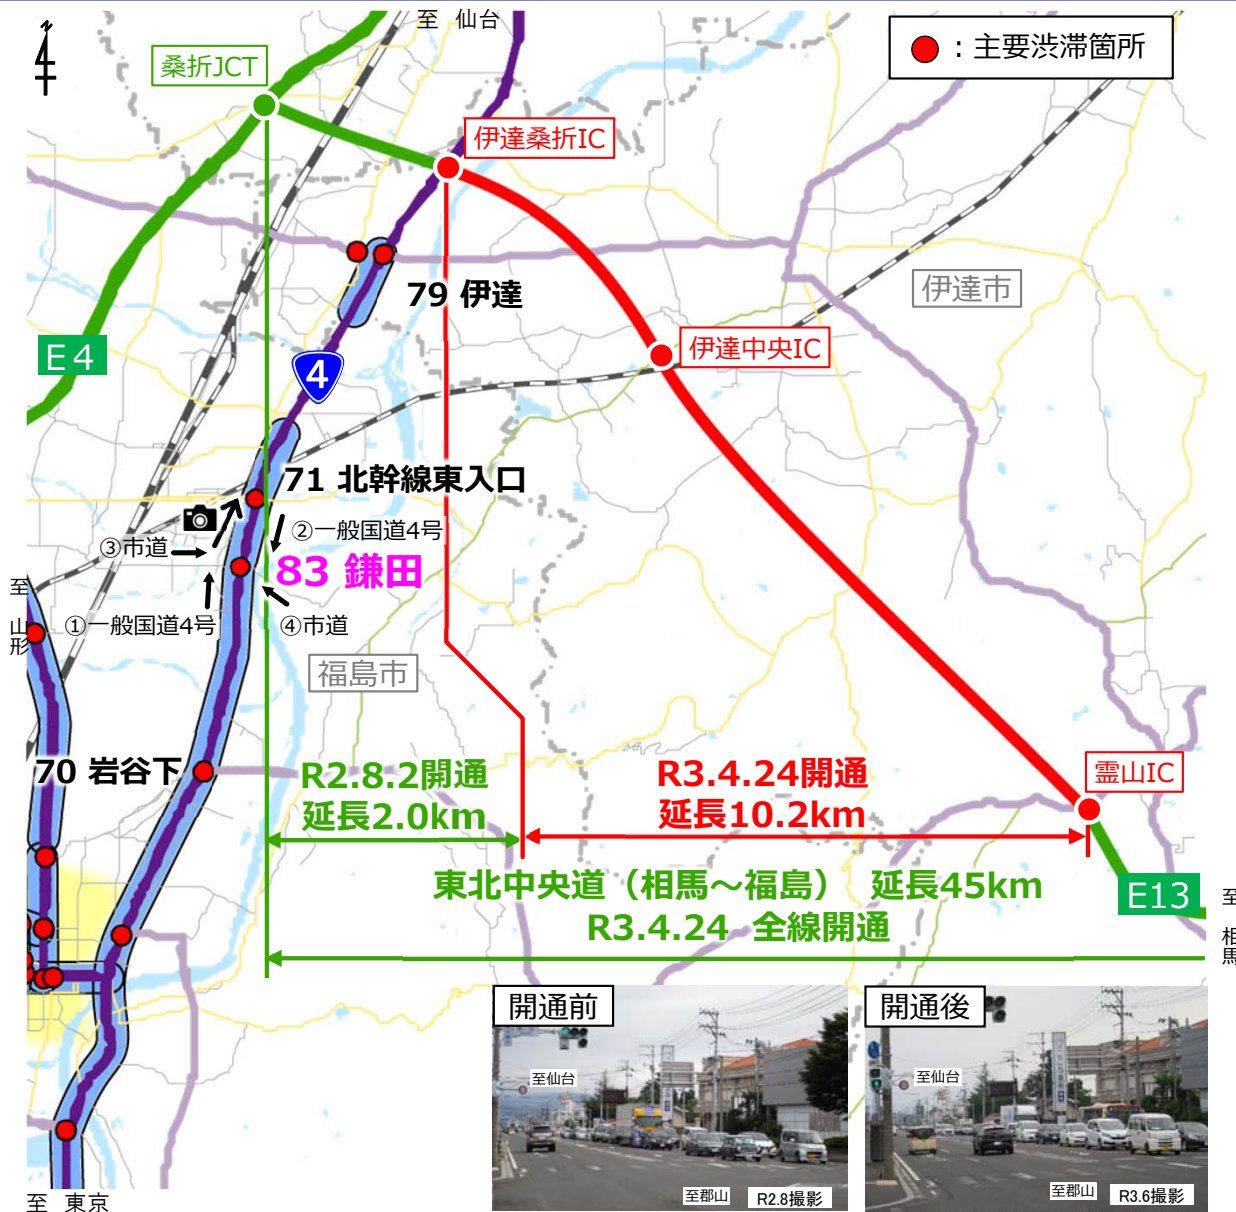 至 仙台
4
：主要渋滞箇所
桑折JCT
伊達桑折IC
79 伊達
伊達市
E4
伊達中央IC
4
71 北幹線東入口
②一般国道4号
③市道
83 鎌田
①一般国道4号
④市道
至 山形
福島市
70 岩谷下
R2.8.2開通
延長2.0km
R3.4.24開通
延長10.2km
霊山IC
東北中央道（相馬～福島） 延長45km
R3.4.24 全線開通
E13
至 相馬
開通前
至仙台
至郡山
R2.8撮影
開通後
至仙台
至郡山
R3.6撮影
至 東京